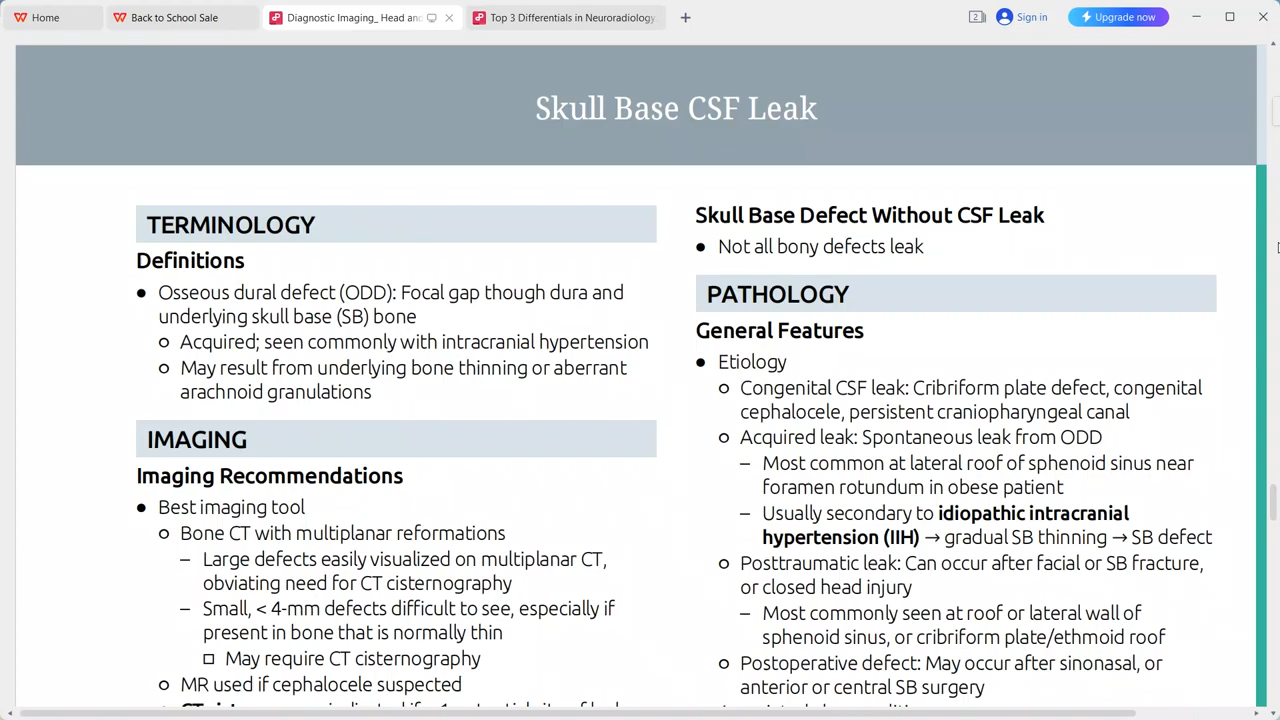 Home
Back to School Sale
Diagnostic Imaging_ Head and
Top 3 Differentials in Neuroradiology
2
Sign in
Upgrade now
Skull Base CSF Leak
TERMINOLOGY
Definitions
● Osseous dural defect (ODD): Focal gap though dura and
underlying skull base (SB) bone
○ Acquired; seen commonly with intracranial hypertension
○ May result from underlying bone thinning or aberrant
arachnoid granulations
IMAGING
Imaging Recommendations
● Best imaging tool
○ Bone CT with multiplanar reformations
– Large defects easily visualized on multiplanar CT,
obviating need for CT cisternography
– Small, < 4-mm defects difficult to see, especially if
present in bone that is normally thin
□ May require CT cisternography
○ MR used if cephalocele suspected
Skull Base Defect Without CSF Leak
● Not all bony defects leak
PATHOLOGY
General Features
● Etiology
○ Congenital CSF leak: Cribriform plate defect, congenital
cephalocele, persistent craniopharyngeal canal
○ Acquired leak: Spontaneous leak from ODD
– Most common at lateral roof of sphenoid sinus near
foramen rotundum in obese patient
– Usually secondary to idiopathic intracranial
hypertension (IIH) → gradual SB thinning → SB defect
○ Posttraumatic leak: Can occur after facial or SB fracture,
or closed head injury
– Most commonly seen at roof or lateral wall of
sphenoid sinus, or cribriform plate/ethmoid roof
○ Postoperative defect: May occur after sinonasal, or
anterior or central SB surgery